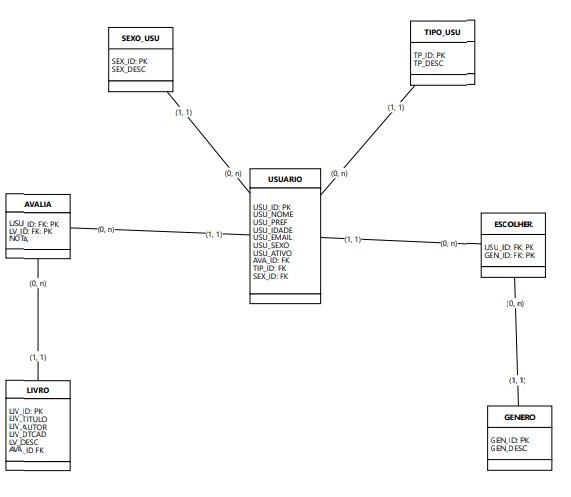 SEXO_USU
SEX_ID: PK
SEX_DESC
TIPO_USU
TP_ID: PK
TP_DESC
(1, 1)
(1, 1)
(0, n)
(0, n)
USUARIO
USU_ID: PK
USU_NOME
USU_PREF
USU_IDADE
USU_EMAIL
USU_SEXO
USU_ATIVO
AVA_ID: FK
TIP_ID: FK
SEX_ID: FK
AVALIA
USU_ID: FK: PK
LV_ID: FK: PK
NOTA
(0, n)
(1, 1)
(1, 1)
(0, n)
ESCOLHER
USU_ID: FK: PK
GEN_ID: FK: PK
(0, n)
(0, n)
(1, 1)
(1, 1)
LIVRO
LIV_ID: PK
LIV_TITULO
LIV_AUTOR
LIV_DTCAD
LV_DESC
AVA_ID FK
GENERO
GEN_ID: PK
GEN_DESC